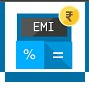 EMI ₹
% =